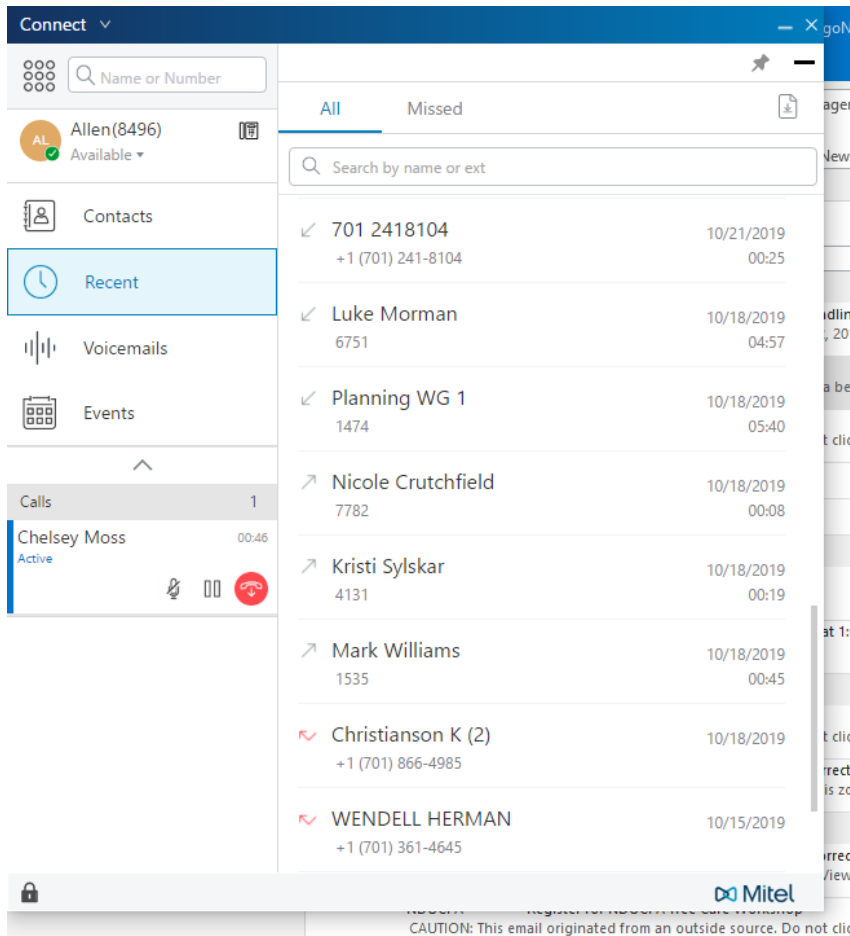 Connect
Name or Number
AL
Allen(8496)
Available
Contacts
Recent
Voicemails
Events
Calls 1
Chelsey Moss 00:46
Active
All Missed
Search by name or ext
701 2418104 10/21/2019
+1 (701) 241-8104 00:25
Luke Morman 10/18/2019
6751 04:57
Planning WG 1 10/18/2019
1474 05:40
Nicole Crutchfield 10/18/2019
7782 00:08
Kristi Sylskar 10/18/2019
4131 00:19
Mark Williams 10/18/2019
1535 00:45
Christianson K (2) 10/18/2019
+1 (701) 866-4985
WENDELL HERMAN 10/15/2019
+1 (701) 361-4645
Mitel
CAUTION: This email originated from an outside source. Do not clic